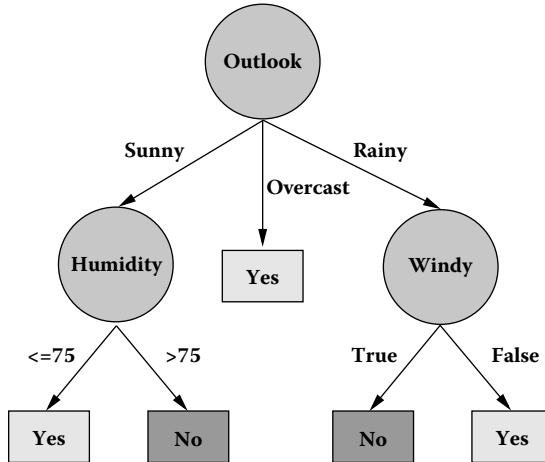 Outlook
Sunny
Rainy
Overcast
Humidity
Yes
Windy
<=75
>75
True
False
Yes
No
No
Yes